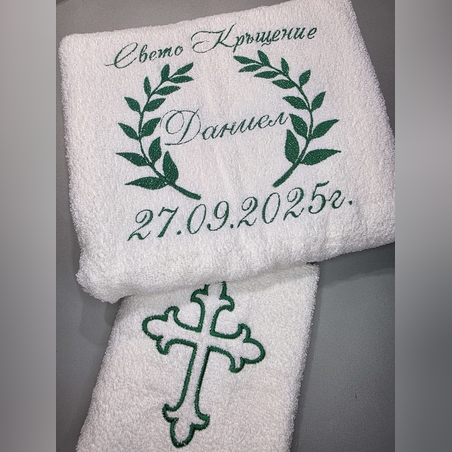 Свето Кръщение
Даниел
27.09.2025г.